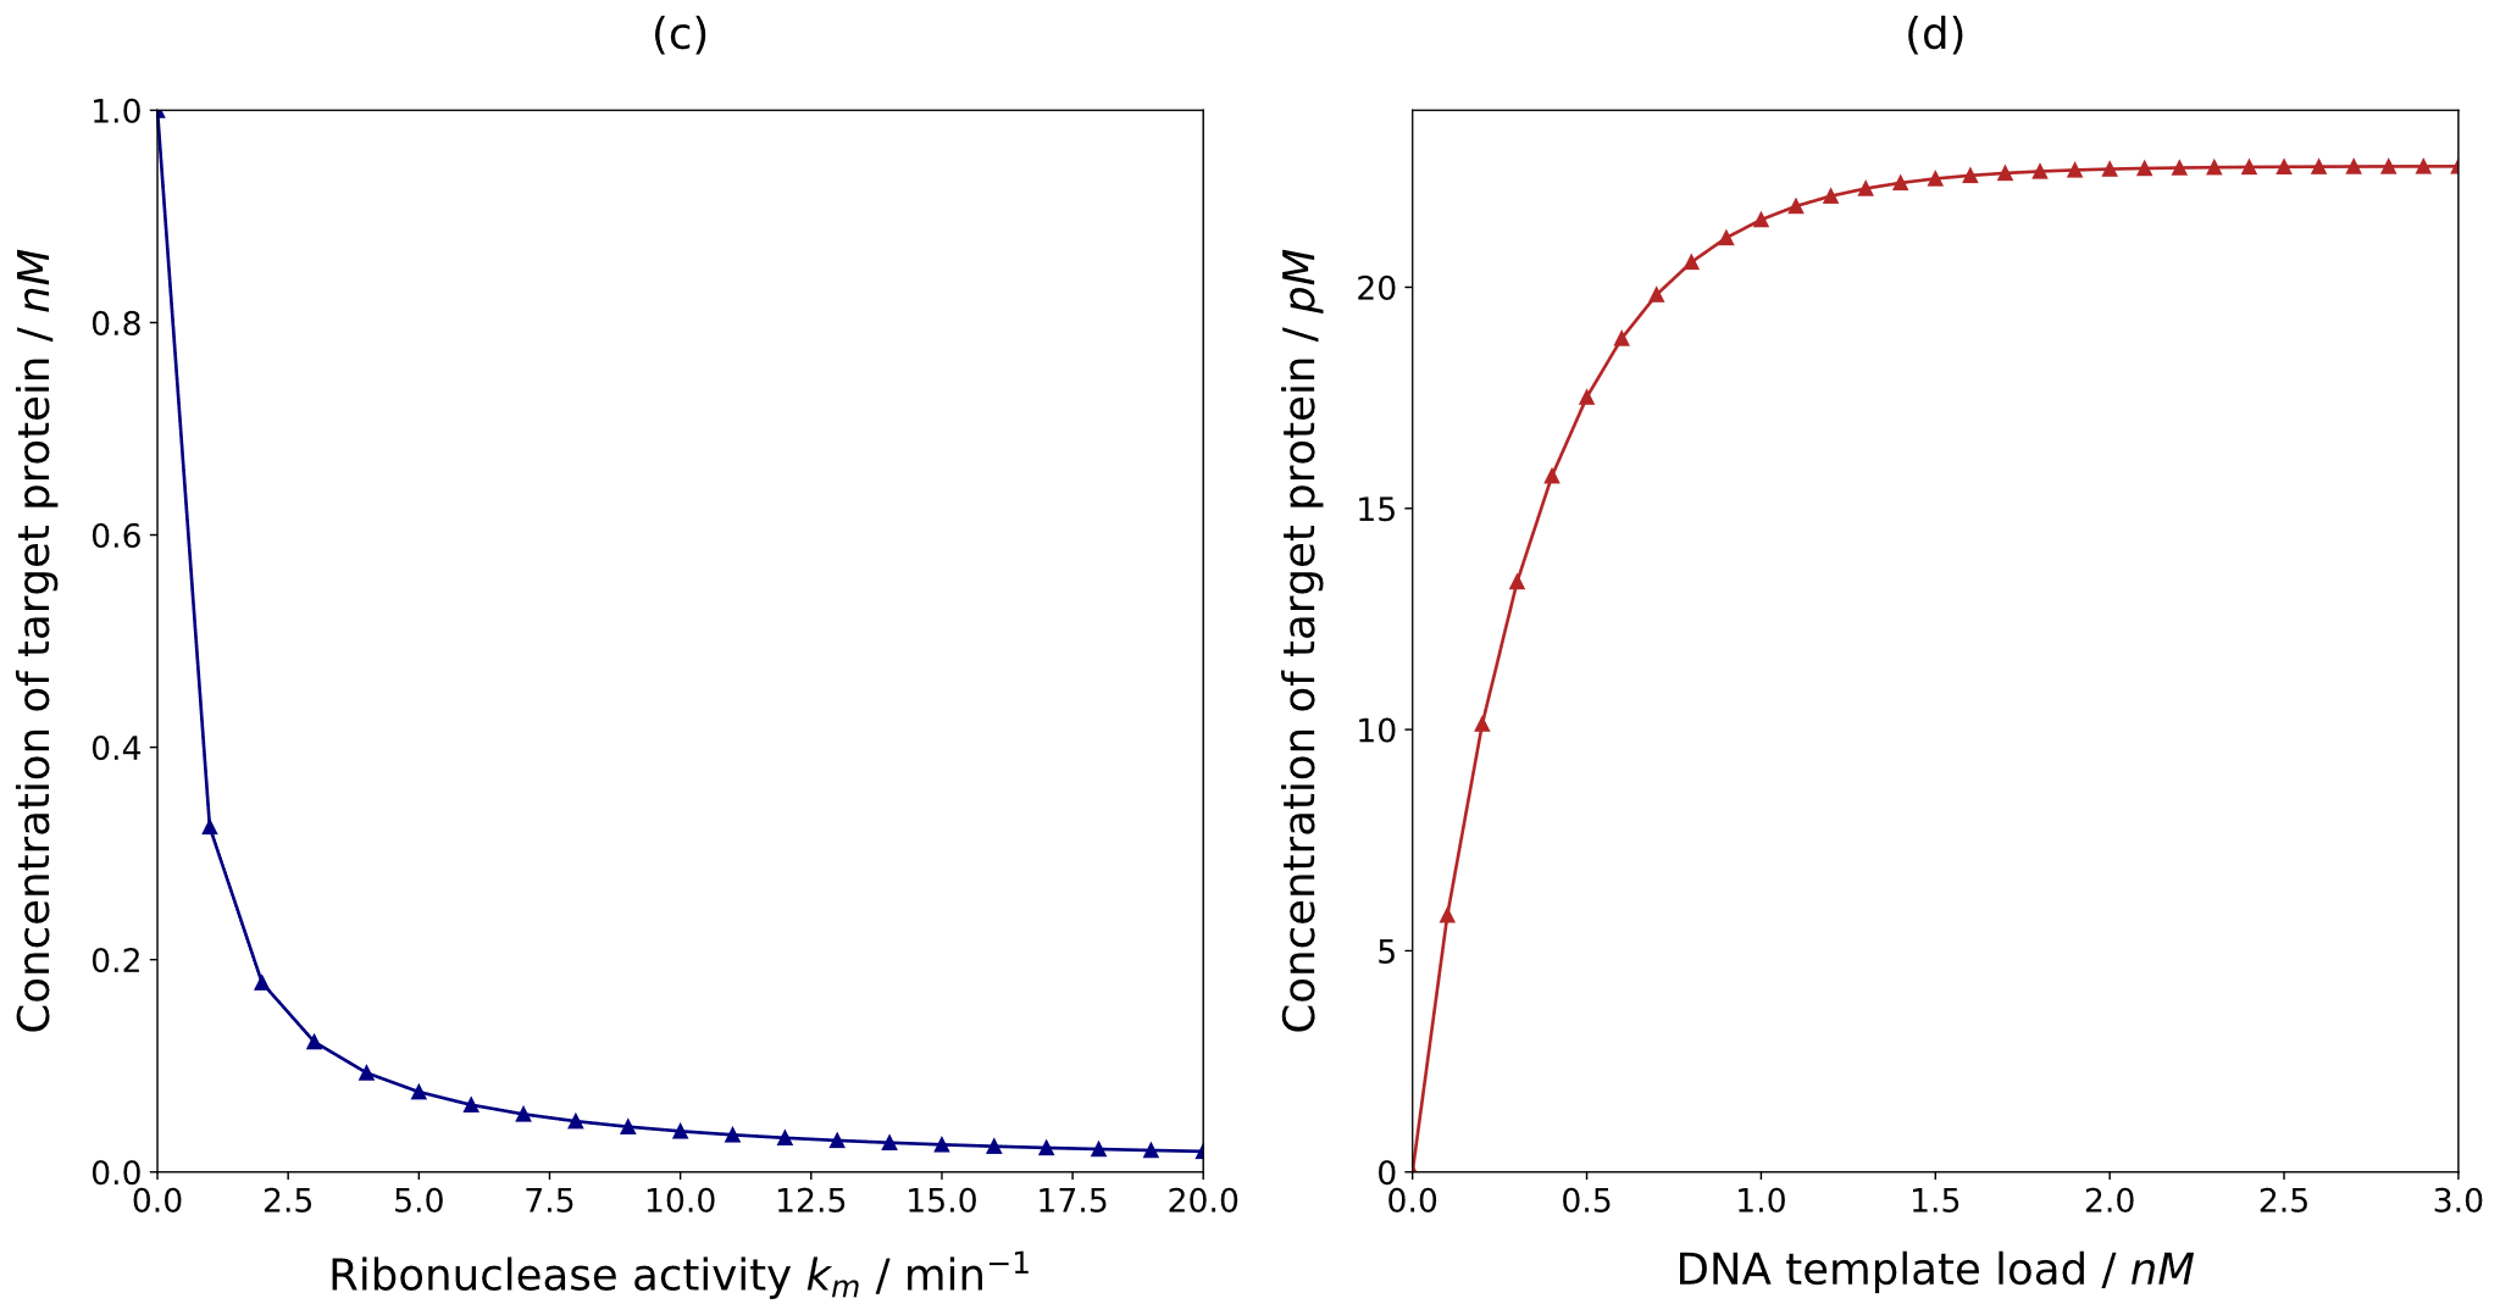 (c)
Concentration of target protein / nM
1.0
0.8
0.6
0.4
0.2
0.0
0.0 2.5 5.0 7.5 10.0 12.5 15.0 17.5 20.0
Ribonuclease activity kₘ / min⁻¹
(d)
Concentration of target protein / pM
20
15
10
5
0
0.0 0.5 1.0 1.5 2.0 2.5 3.0
DNA template load / nM